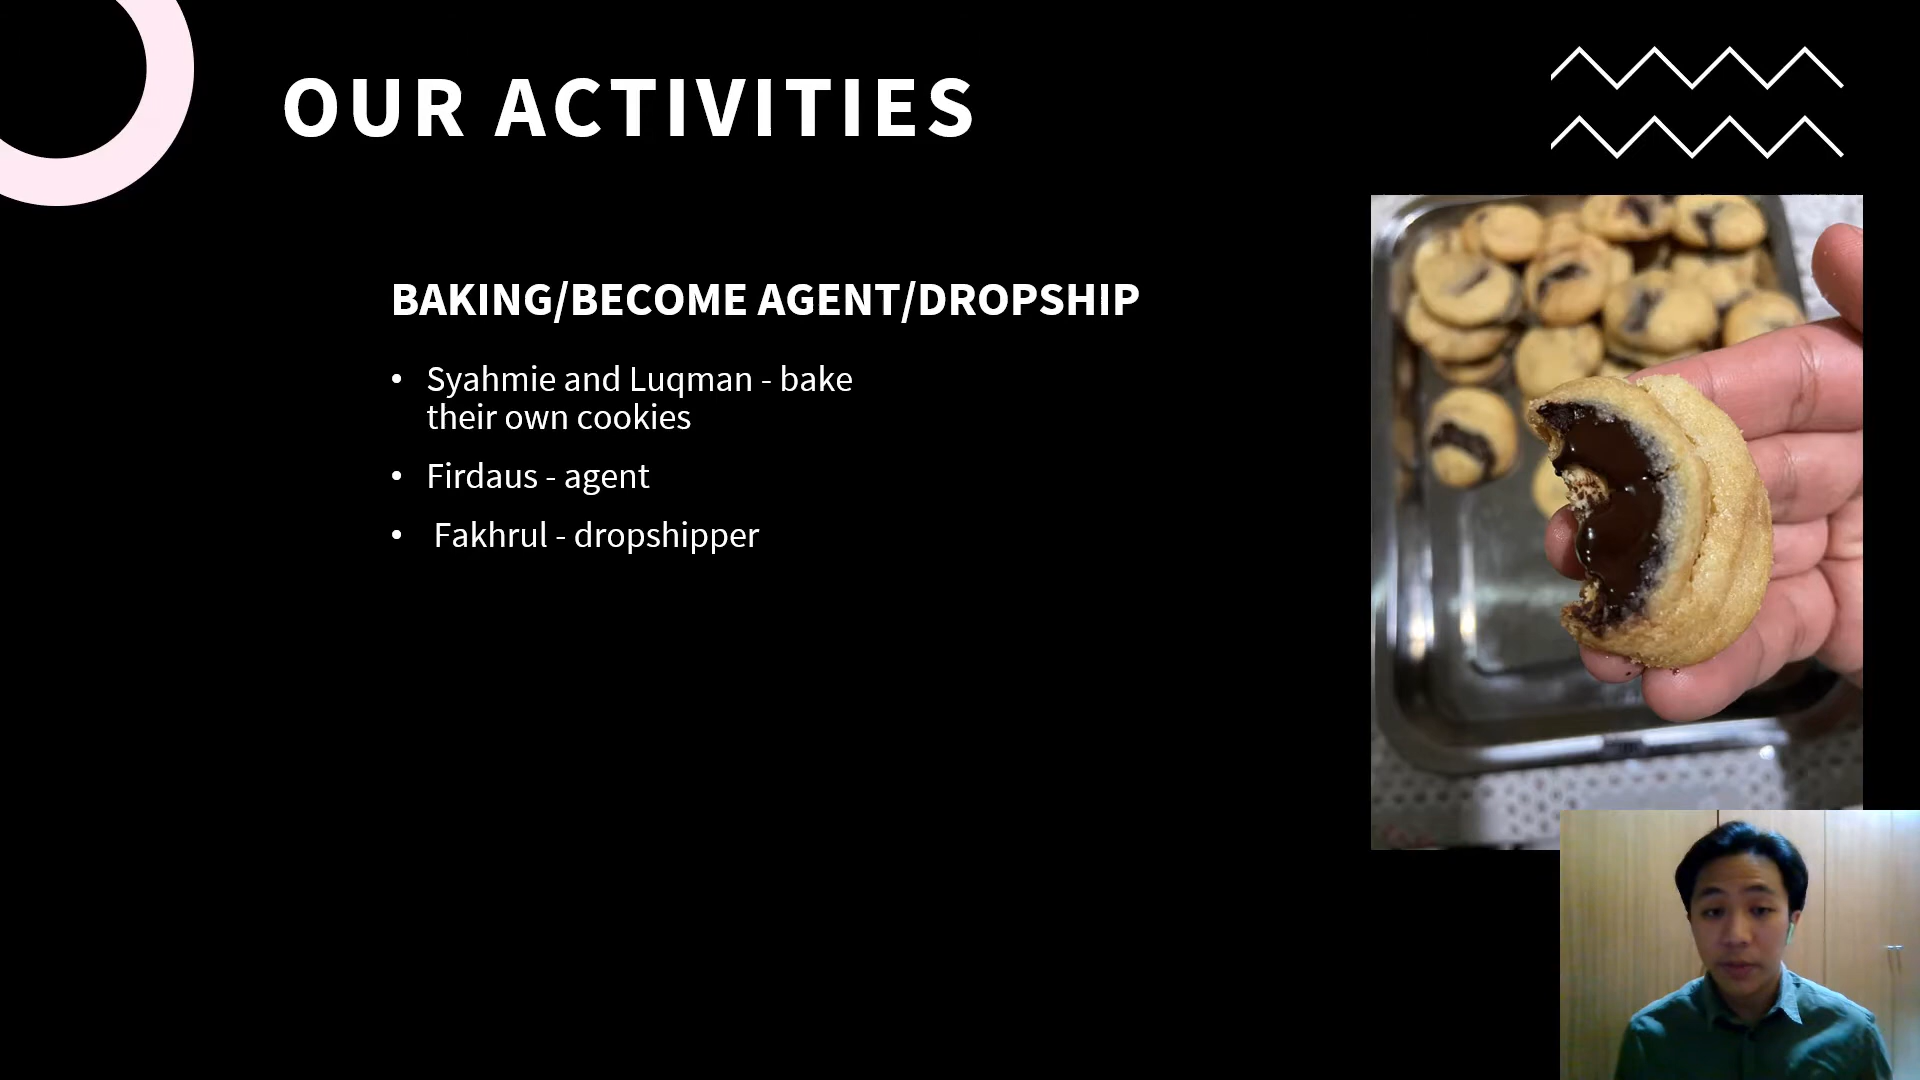 OUR ACTIVITIES
BAKING/BECOME AGENT/DROPSHIP
• Syahmie and Luqman - bake
their own cookies
• Firdaus - agent
• Fakhrul - dropshipper